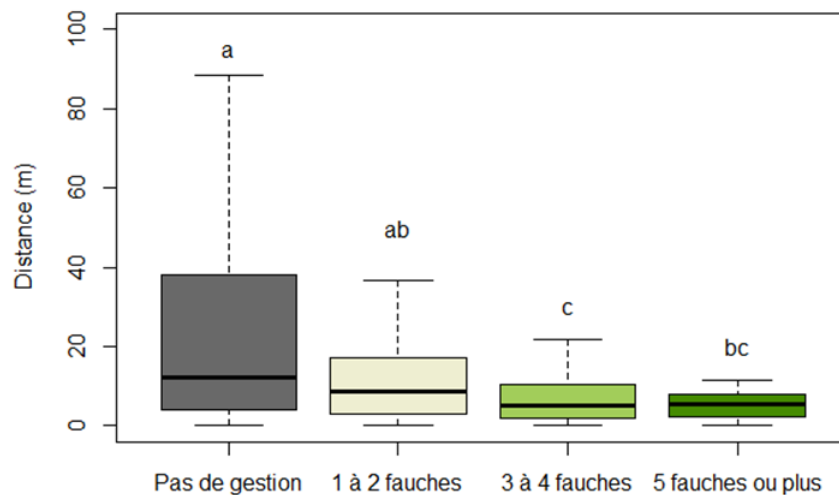 100
80
60
40
20
0
Distance (m)
a
ab
c
bc
Pas de gestion
1 à 2 fauches
3 à 4 fauches
5 fauches ou plus